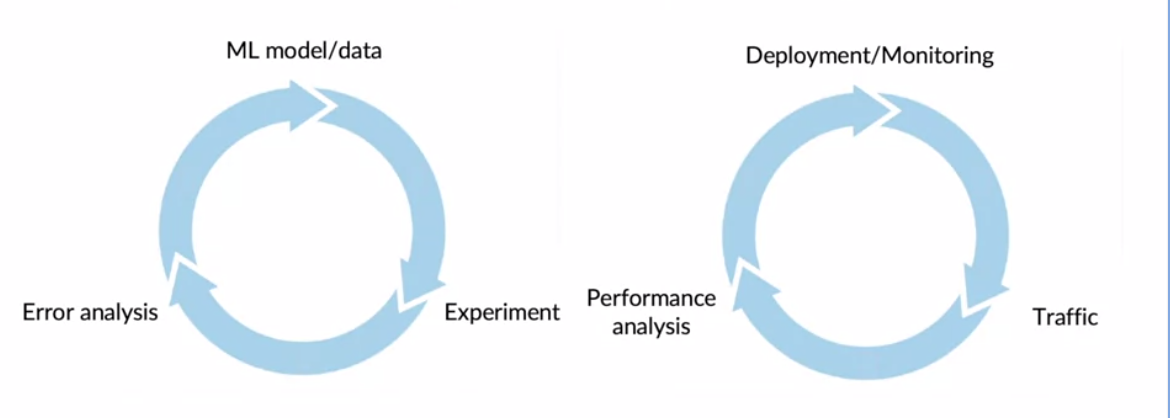 ML model/data
Experiment
Error analysis
Deployment/Monitoring
Traffic
Performance
analysis